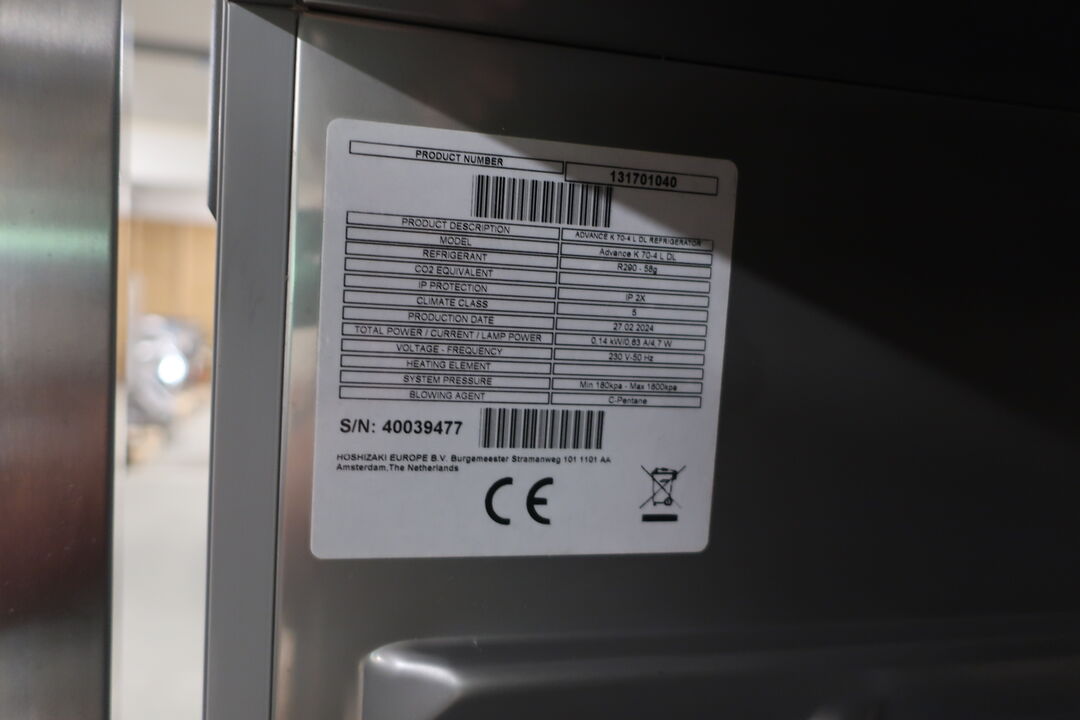 PRODUCT NUMBER 131701040
PRODUCT DESCRIPTION ADVANCE K 70-4 L DL REFRIGERATOR
MODEL Advance K 70-4 L DL
REFRIGERANT R290 - 58g
CO2 EQUIVALENT
IP PROTECTION IP 2X
CLIMATE CLASS 5
PRODUCTION DATE 27.02.2024
TOTAL POWER / CURRENT / LAMP POWER 0.14 kW/0.83 A/4.7 W
VOLTAGE - FREQUENCY 230 V-50 Hz
HEATING ELEMENT
SYSTEM PRESSURE Min 180kpa - Max 1600kpa
BLOWING AGENT C-Pentane
S/N: 40039477
HOSHIZAKI EUROPE B.V. Burgemeester Stramanweg 101 1101 AA
Amsterdam,The Netherlands
CE